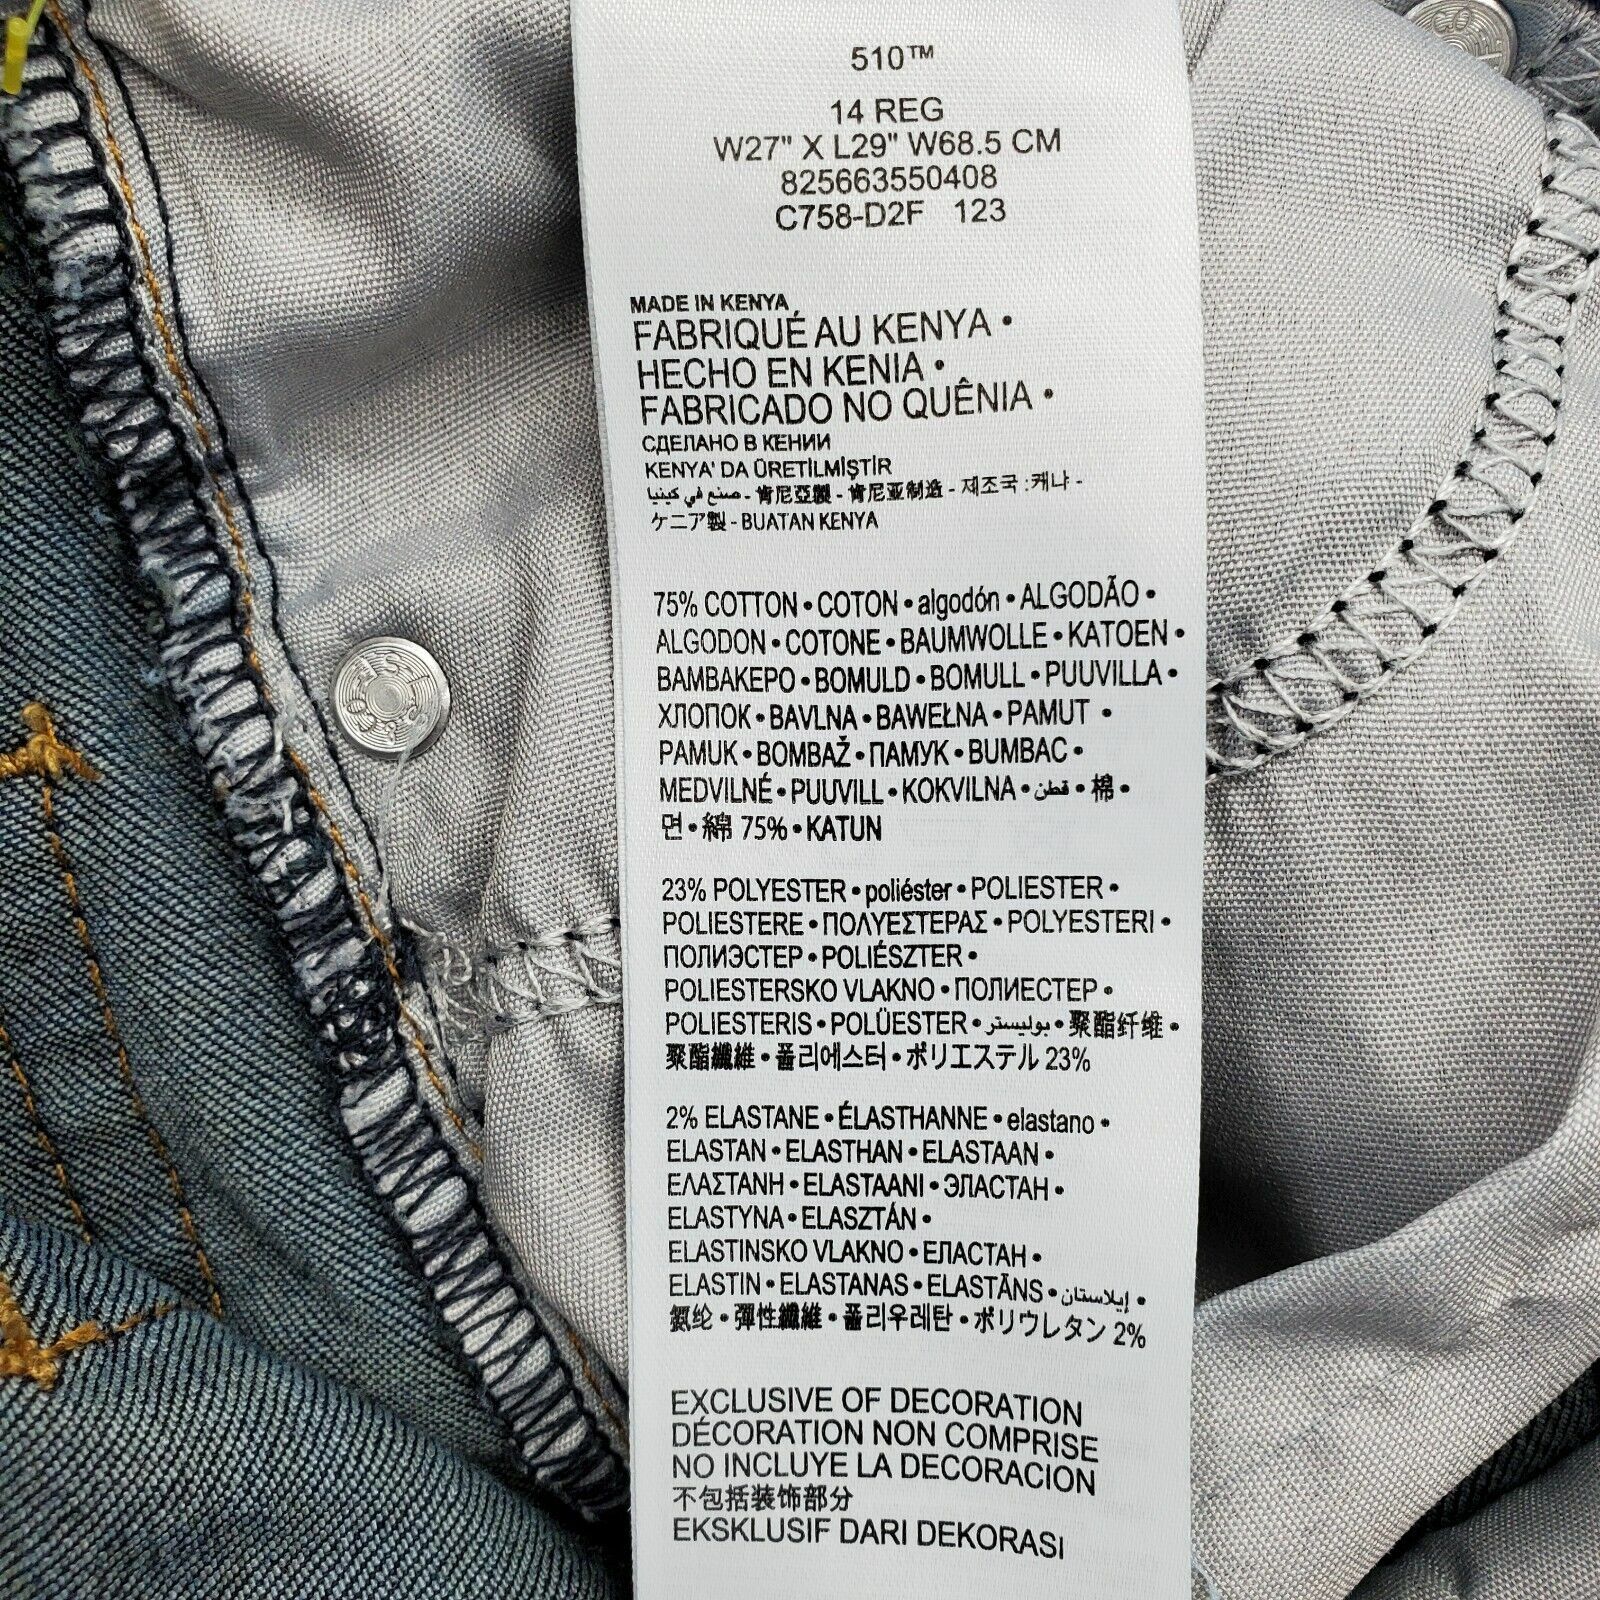 510™
14 REG
W27" X L29" W68.5 CM
825663550408
C758-D2F 123
MADE IN KENYA
FABRIQUÉ AU KENYA •
HECHO EN KENIA •
FABRICADO NO QUÊNIA •
СДЕЛАНО В КЕНИИ
KENYA' DA ÜRETİLMİŞTİR
صنع في كينيا - 肯尼亞製 - 肯尼亚制造 - 제조국 :케냐 -
ケニア製 - BUATAN KENYA
75% COTTON • COTON • algodón • ALGODÃO •
ALGODON • COTONE • BAUMWOLLE • KATOEN •
ΒΑΜΒΑΚΕΡΟ • BOMULD • BOMULL • PUUVILLA •
ХЛОПОК • BAVLNA • BAWEŁNA • PAMUT •
PAMUK • BOMBAŽ • ПАМУК • BUMBAC •
MEDVILNÉ • PUUVILL • KOKVILNA • قطن • 棉 •
면 • 綿 75% • KATUN
23% POLYESTER • poliéster • POLIESTER •
POLIESTERE • ΠΟΛΥΕΣΤΕΡΑΣ • POLYESTERI •
ПОЛИЭСТЕР • POLIÉSZTER •
POLIESTERSKO VLAKNO • ПОЛИЕСТЕР •
POLIESTERIS • POLÜESTER • بوليستر • 聚酯纤维 •
聚酯纖維 • 폴리에스터 • ポリエステル 23%
2% ELASTANE • ÉLASTHANNE • elastano •
ELASTAN • ELASTHAN • ELASTAAN •
ΕΛΑΣΤΑΝΗ • ELASTAANI • ЭЛАСТАН •
ELASTYNA • ELASZTÁN •
ELASTINSKO VLAKNO • ЕЛАСТАН •
ELASTIN • ELASTANAS • ELASTĀNS • إيلاستان •
氨纶 • 彈性纖維 • 폴리우레탄 • ポリウレタン 2%
EXCLUSIVE OF DECORATION
DÉCORATION NON COMPRISE
NO INCLUYE LA DECORACION
不包括装饰部分
EKSKLUSIF DARI DEKORASI